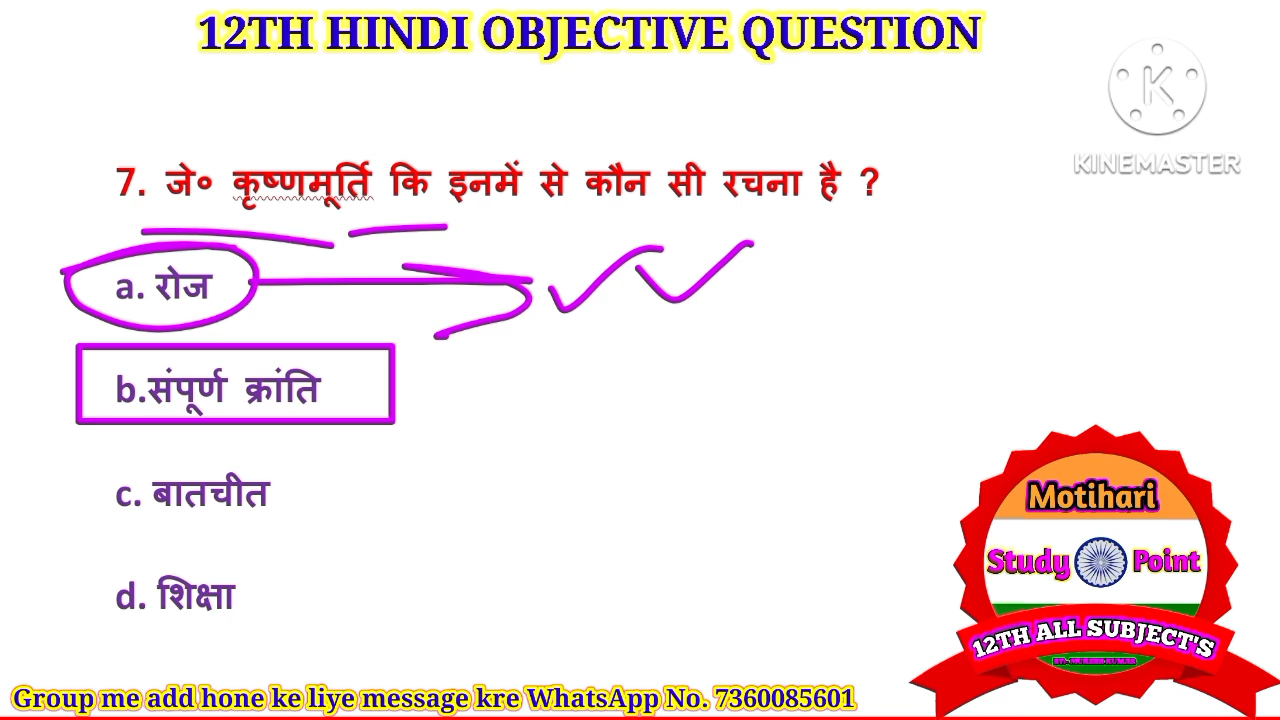 12TH HINDI OBJECTIVE QUESTION
KINEMASTER
7. जे० कृष्णमूर्ति कि इनमें से कौन सी रचना है ?
a. रोज
b.संपूर्ण क्रांति
c. बातचीत
d. शिक्षा
Motihari
Study Point
12TH ALL SUBJECT'S
Group me add hone ke liye message kre WhatsApp No. 7360085601